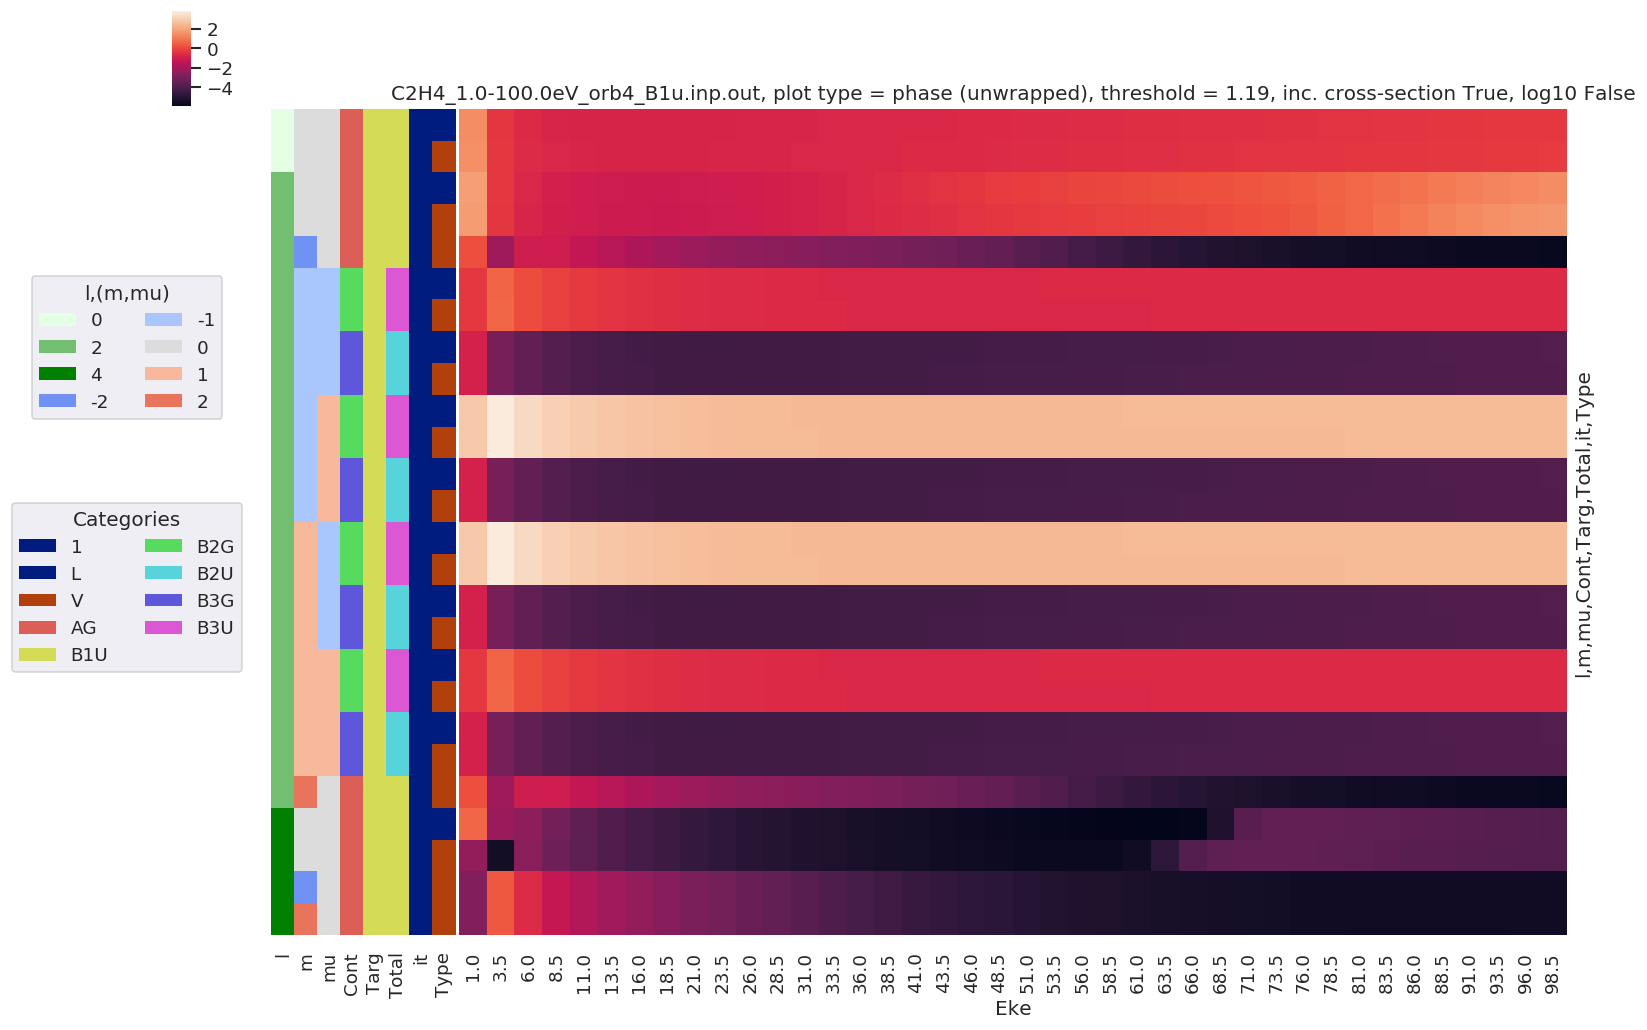 2
0
−2
−4
C2H4_1.0-100.0eV_orb4_B1u.inp.out, plot type = phase (unwrapped), threshold = 1.19, inc. cross-section True, log10 False
l,(m,mu)
0 -1
2 0
4 1
-2 2
Categories
1 B2G
L B2U
V B3G
AG B3U
B1U
l,m,mu,Cont,Targ,Total,it,Type
l m mu Cont Targ Total it Type
1.0 3.5 6.0 8.5 11.0 13.5 16.0 18.5 21.0 23.5 26.0 28.5 31.0 33.5 36.0 38.5 41.0 43.5 46.0 48.5 51.0 53.5 56.0 58.5 61.0 63.5 66.0 68.5 71.0 73.5 76.0 78.5 81.0 83.5 86.0 88.5 91.0 93.5 96.0 98.5
Eke